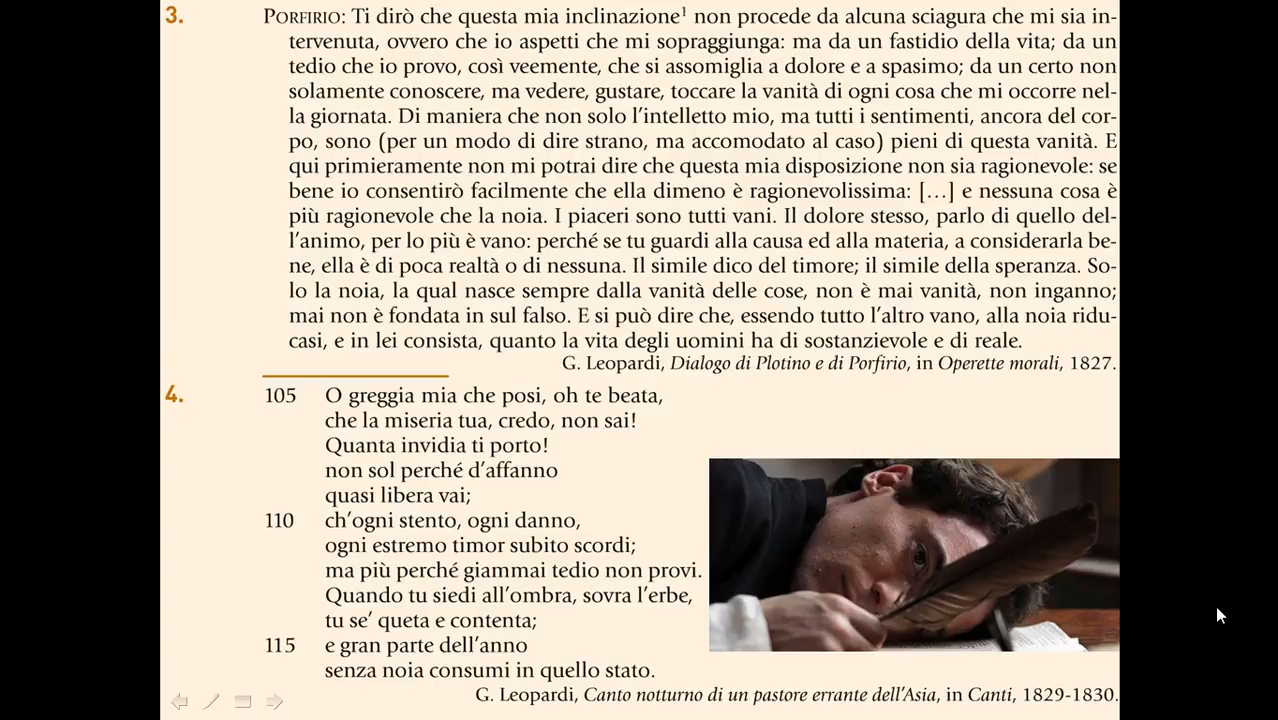 3. PORFIRIO: Ti dirò che questa mia inclinazione¹ non procede da alcuna sciagura che mi sia in-
tervenuta, ovvero che io aspetti che mi sopraggiunga: ma da un fastidio della vita; da un
tedio che io provo, così veemente, che si assomiglia a dolore e a spasimo; da un certo non
solamente conoscere, ma vedere, gustare, toccare la vanità di ogni cosa che mi occorre nel-
la giornata. Di maniera che non solo l’intelletto mio, ma tutti i sentimenti, ancora del cor-
po, sono (per un modo di dire strano, ma accomodato al caso) pieni di questa vanità. E
qui primieramente non mi potrai dire che questa mia disposizione non sia ragionevole: se
bene io consentirò facilmente che ella dimeno è ragionevolissima: […] e nessuna cosa è
più ragionevole che la noia. I piaceri sono tutti vani. Il dolore stesso, parlo di quello del-
l’animo, per lo più è vano: perché se tu guardi alla causa ed alla materia, a considerarla be-
ne, ella è di poca realtà o di nessuna. Il simile dico del timore; il simile della speranza. So-
lo la noia, la qual nasce sempre dalla vanità delle cose, non è mai vanità, non inganno;
mai non è fondata in sul falso. E si può dire che, essendo tutto l’altro vano, alla noia ridu-
casi, e in lei consista, quanto la vita degli uomini ha di sostanzievole e di reale.
G. Leopardi, Dialogo di Plotino e di Porfirio, in Operette morali, 1827.
4. 105 O greggia mia che posi, oh te beata,
che la miseria tua, credo, non sai!
Quanta invidia ti porto!
non sol perché d’affanno
quasi libera vai;
110 ch’ogni stento, ogni danno,
ogni estremo timor subito scordi;
ma più perché giammai tedio non provi.
Quando tu siedi all’ombra, sovra l’erbe,
tu se’ queta e contenta;
115 e gran parte dell’anno
senza noia consumi in quello stato.
G. Leopardi, Canto notturno di un pastore errante dell’Asia, in Canti, 1829-1830.